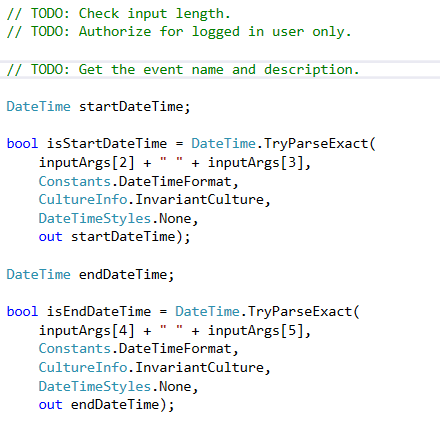 // TODO: Check input length.
// TODO: Authorize for logged in user only.
// TODO: Get the event name and description.
DateTime startDateTime;
bool isStartDateTime = DateTime.TryParseExact(
    inputArgs[2] + " " + inputArgs[3],
    Constants.DateTimeFormat,
    CultureInfo.InvariantCulture,
    DateTimeStyles.None,
    out startDateTime);
DateTime endDateTime;
bool isEndDateTime = DateTime.TryParseExact(
    inputArgs[4] + " " + inputArgs[5],
    Constants.DateTimeFormat,
    CultureInfo.InvariantCulture,
    DateTimeStyles.None,
    out endDateTime);